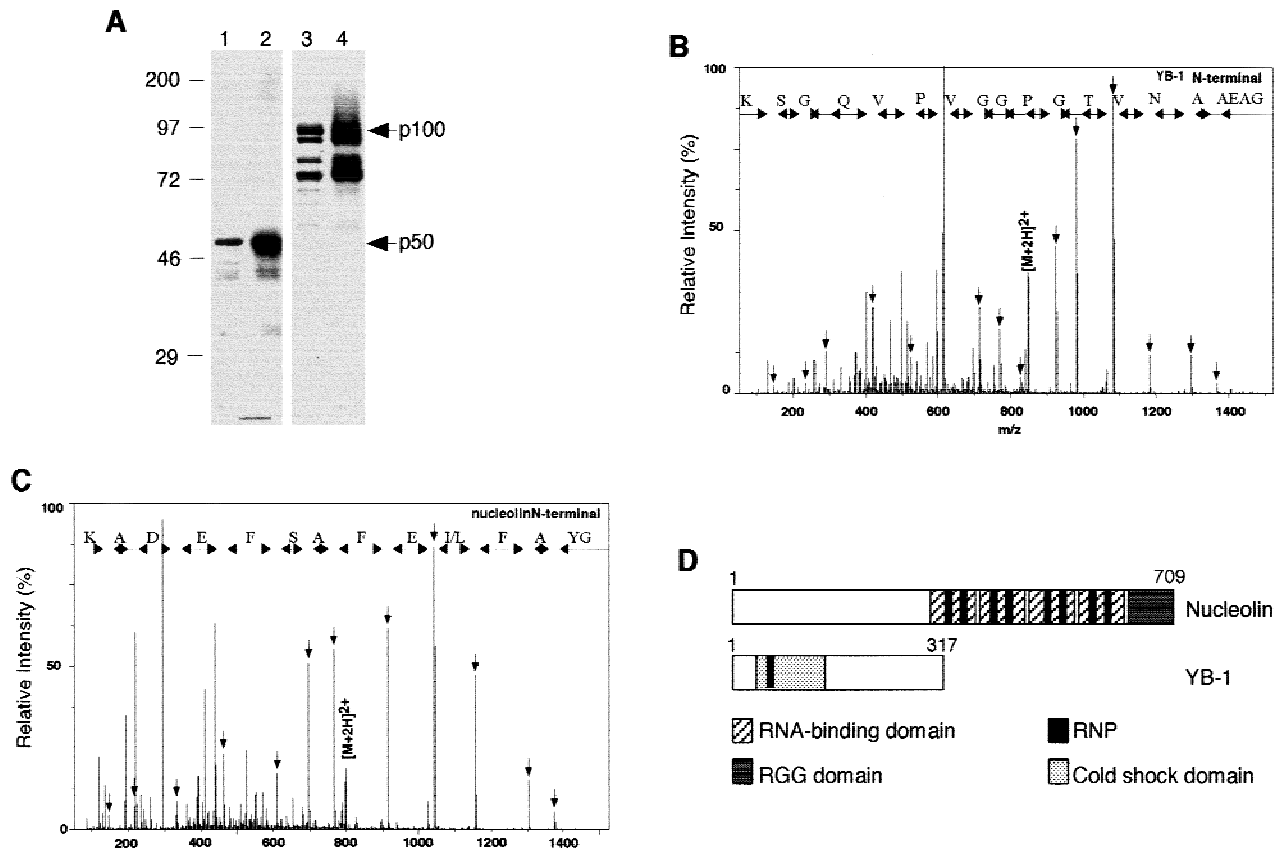 A
1 2 3 4
200
97
72
46
29
p100
p50
B
YB-1 N-terminal
K S G Q V P V G G P G T V N A AEAG
100
50
0
Relative Intensity (%)
[M+2H]2+
200 400 600 800 1000 1200 1400
m/z
C
nucleolinN-terminal
K A D E F S A F E I/L F A YG
100
50
0
Relative Intensity (%)
[M+2H]2+
200 400 600 800 1000 1200 1400
D
1 709
Nucleolin
1 317
YB-1
RNA-binding domain
RNP
RGG domain
Cold shock domain